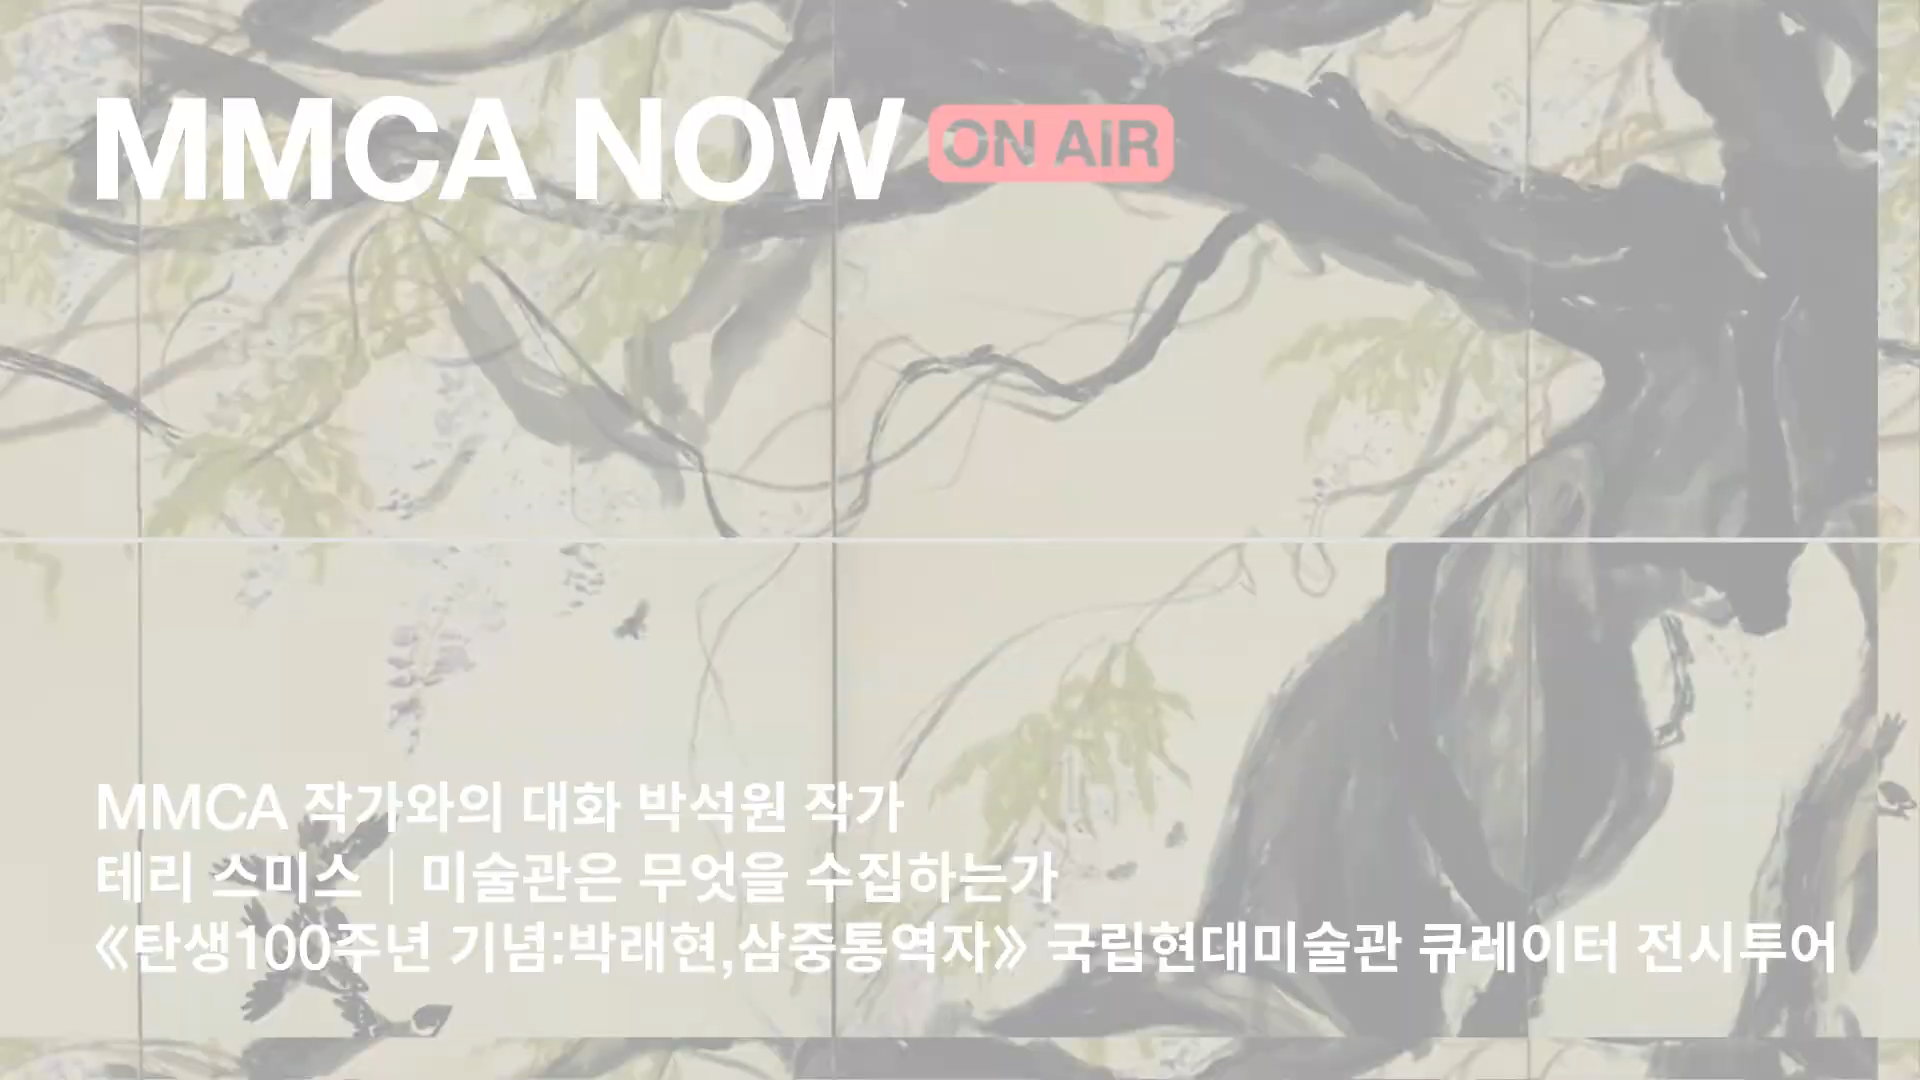 MMCA NOW ON AIR
MMCA 작가와의 대화 박석원 작가
테리 스미스│미술관은 무엇을 수집하는가
《탄생100주년 기념:박래현,삼중통역자》 국립현대미술관 큐레이터 전시투어